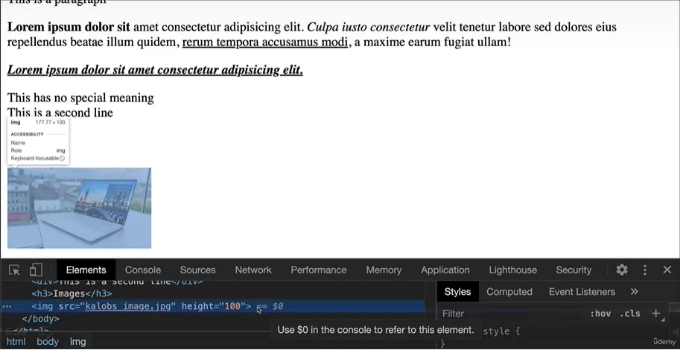 This is a paragraph
Lorem ipsum dolor sit amet consectetur adipisicing elit. Culpa iusto consectetur velit tenetur labore sed dolores eius
repellendus beatae illum quidem, rerum tempora accusamus modi, a maxime earum fugiat ullam!
Lorem ipsum dolor sit amet consectetur adipisicing elit.
This has no special meaning
This is a second line
img 177.77 × 100
ACCESSIBILITY
Name
Role img
Keyboard-focusable
Elements Console Sources Network Performance Memory Application Lighthouse Security
<div>This is a second line</div>
<h3>Images</h3>
<img src="kalobs image.jpg" height="100"> == $0
</body>
</html>
Use $0 in the console to refer to this element.
html body img
Styles Computed Event Listeners »
Filter :hov .cls +
style {
}
ûdemy